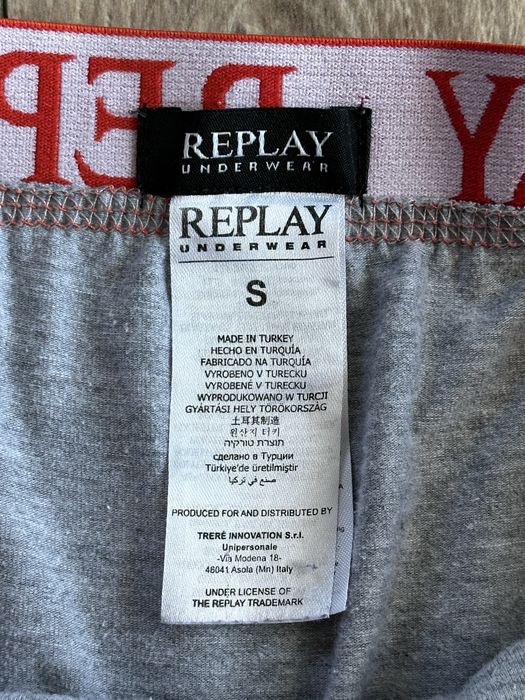 REPLAY
UNDERWEAR
REPLAY
UNDERWEAR
S
MADE IN TURKEY
HECHO EN TURQUÍA
FABRICADO NA TURQUÍA
VYROBENO V TURECKU
VYROBENÉ V TURECKU
WYPRODUKOWANO W TURCJI
GYÁRTÁSI HELY TÖRÖKORSZÁG
土耳其制造
원산지 터키
תוצרת טורקיה
сделано в Турции
Türkiye'de üretilmiştir
صنع في تركيا
PRODUCED FOR AND DISTRIBUTED BY
TRERÉ INNOVATION S.r.l.
Unipersonale
-Via Modena 18-
46041 Asola (Mn) Italy
UNDER LICENSE OF
THE REPLAY TRADEMARK